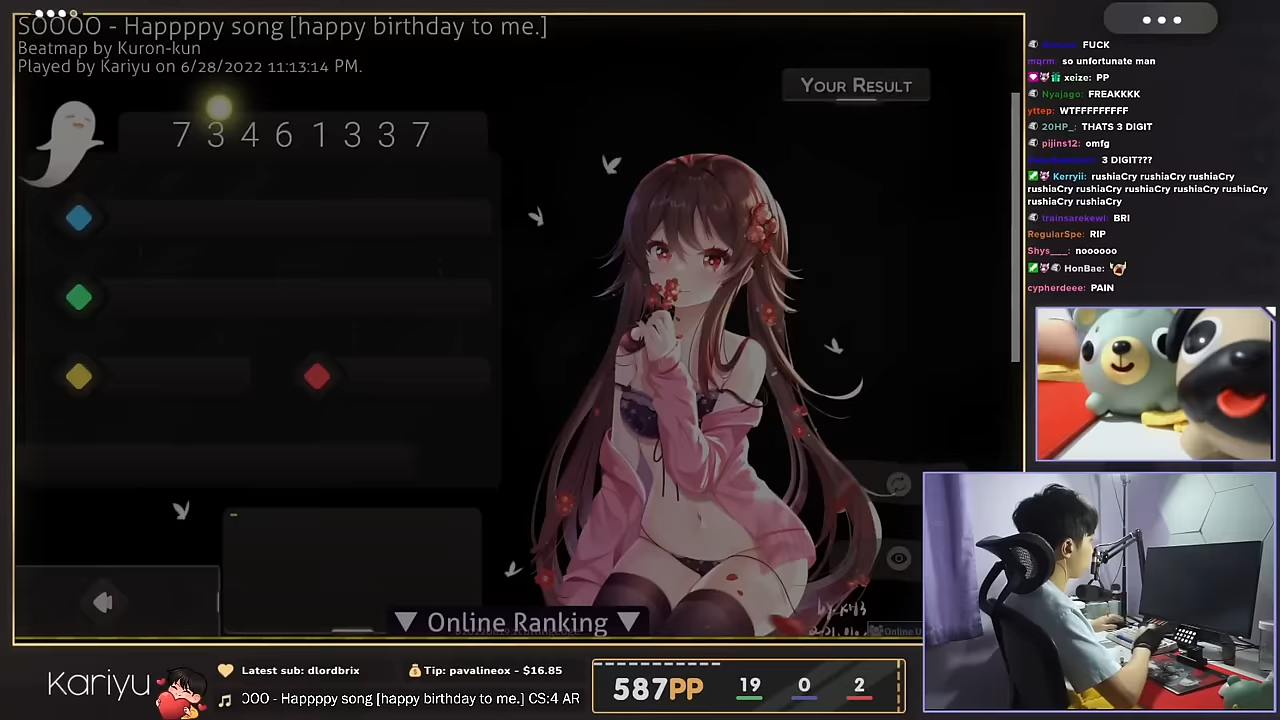 SOOOO - Happppy song [happy birthday to me.]
Beatmap by Kuron-kun
Played by Kariyu on 6/28/2022 11:13:14 PM.
Your Result
73461337
▼ Online Ranking ▼
Online U
FUCK
mqrm: so unfortunate man
xeize: PP
Nyajago: FREAKKKK
yttep: WTFFFFFFFF
20HP_: THATS 3 DIGIT
pijins12: omfg
3 DIGIT???
Kerryii: rushiaCry rushiaCry rushiaCry
rushiaCry rushiaCry rushiaCry rushiaCry rushiaCry
rushiaCry rushiaCry
trainsarekewl: BRI
RegularSpe: RIP
Shys___: noooooo
HonBae:
cypherdeee: PAIN
Kariyu
Latest sub: dlordbrix
Tip: pavalineox - $16.85
OOO - Happppy song [happy birthday to me.] CS:4 AR
587PP
19
0
2